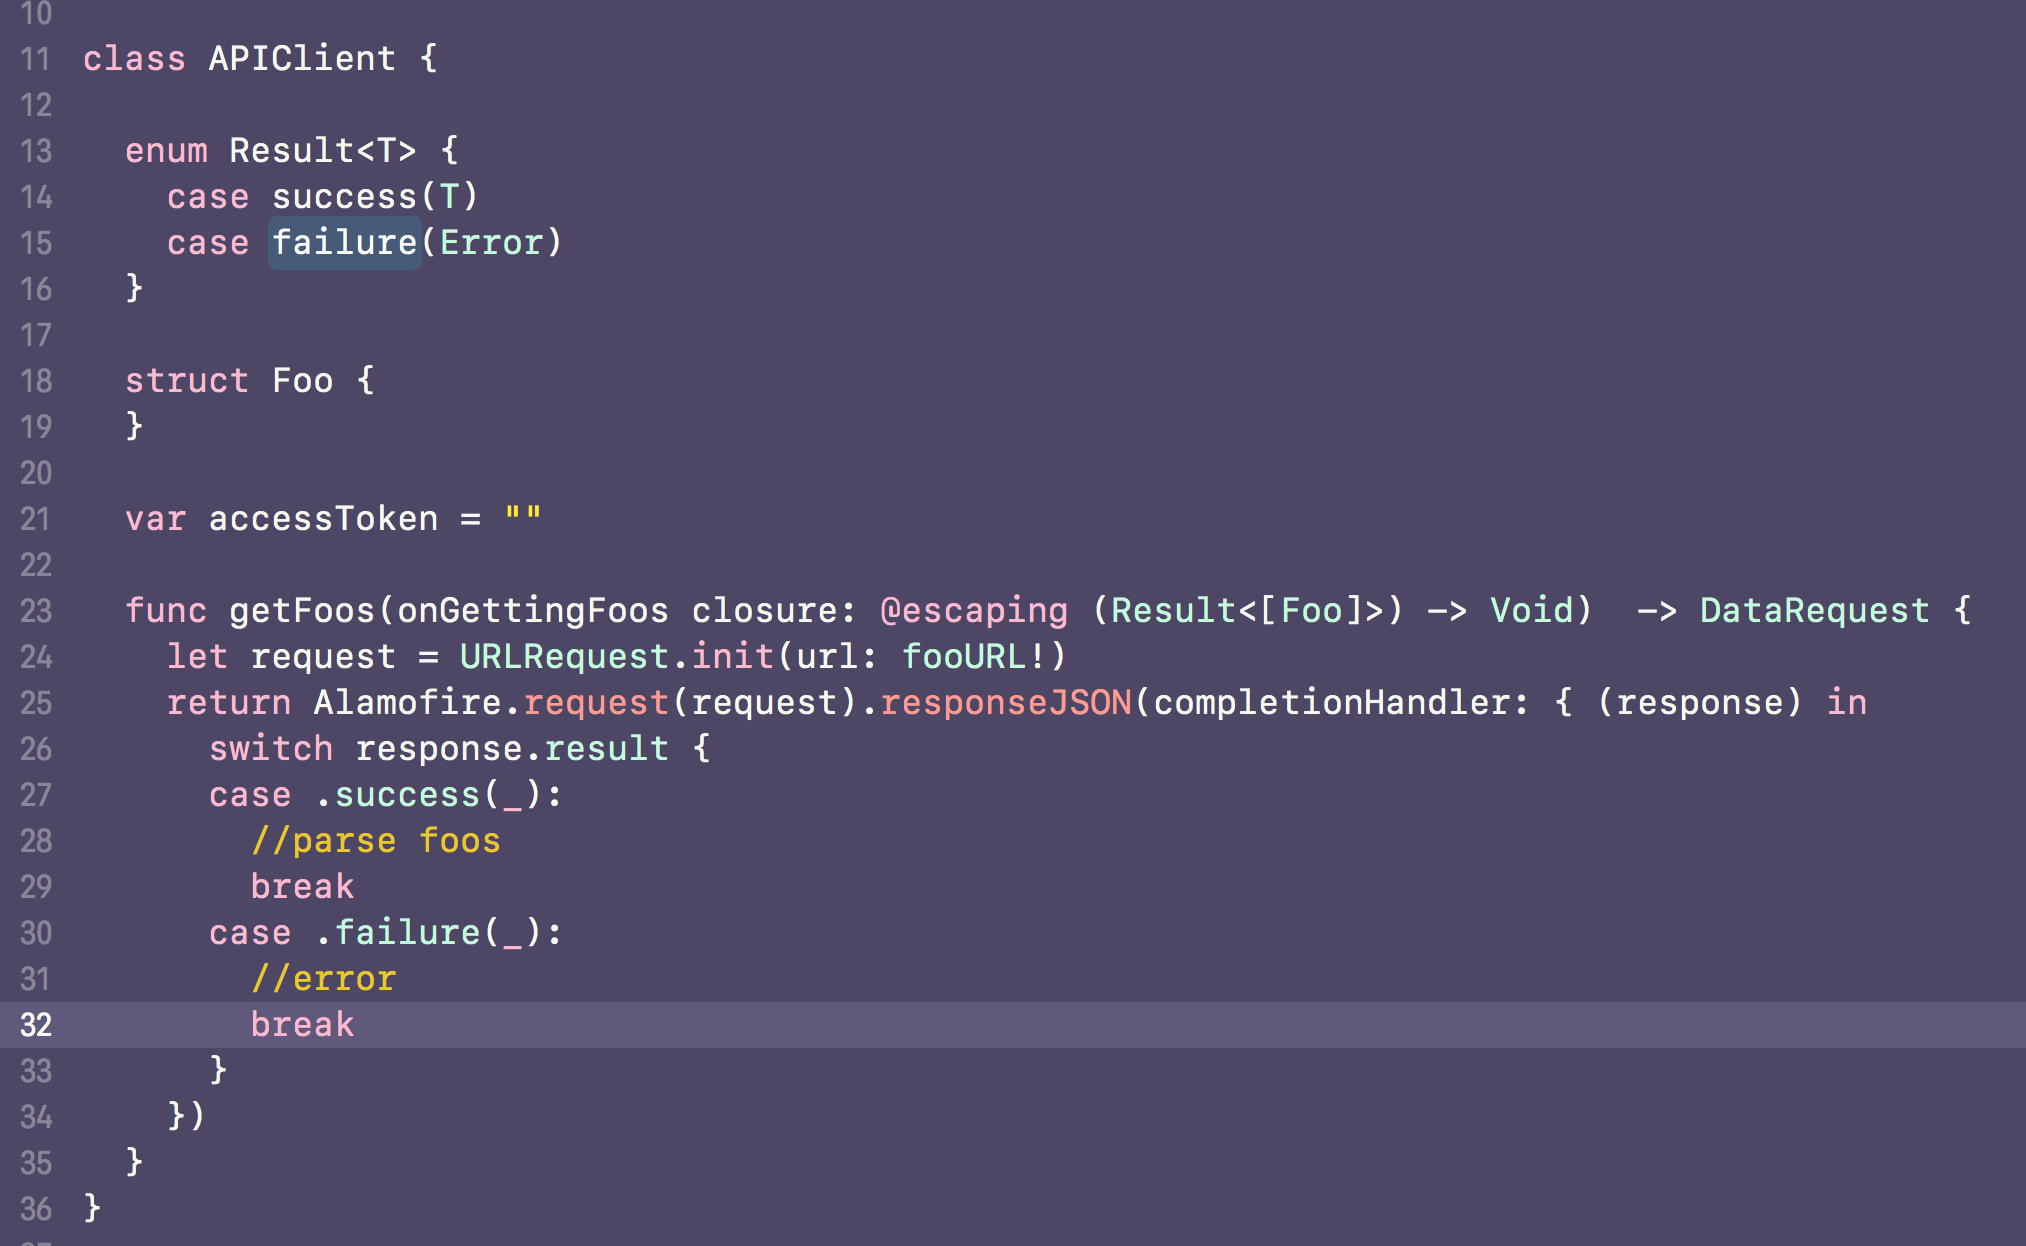 10
11 class APIClient {
12
13   enum Result<T> {
14     case success(T)
15     case failure(Error)
16   }
17
18   struct Foo {
19   }
20
21   var accessToken = ""
22
23   func getFoos(onGettingFoos closure: @escaping (Result<[Foo]>) -> Void)  -> DataRequest {
24     let request = URLRequest.init(url: fooURL!)
25     return Alamofire.request(request).responseJSON(completionHandler: { (response) in
26       switch response.result {
27       case .success(_):
28         //parse foos
29         break
30       case .failure(_):
31         //error
32         break
33       }
34     })
35   }
36 }